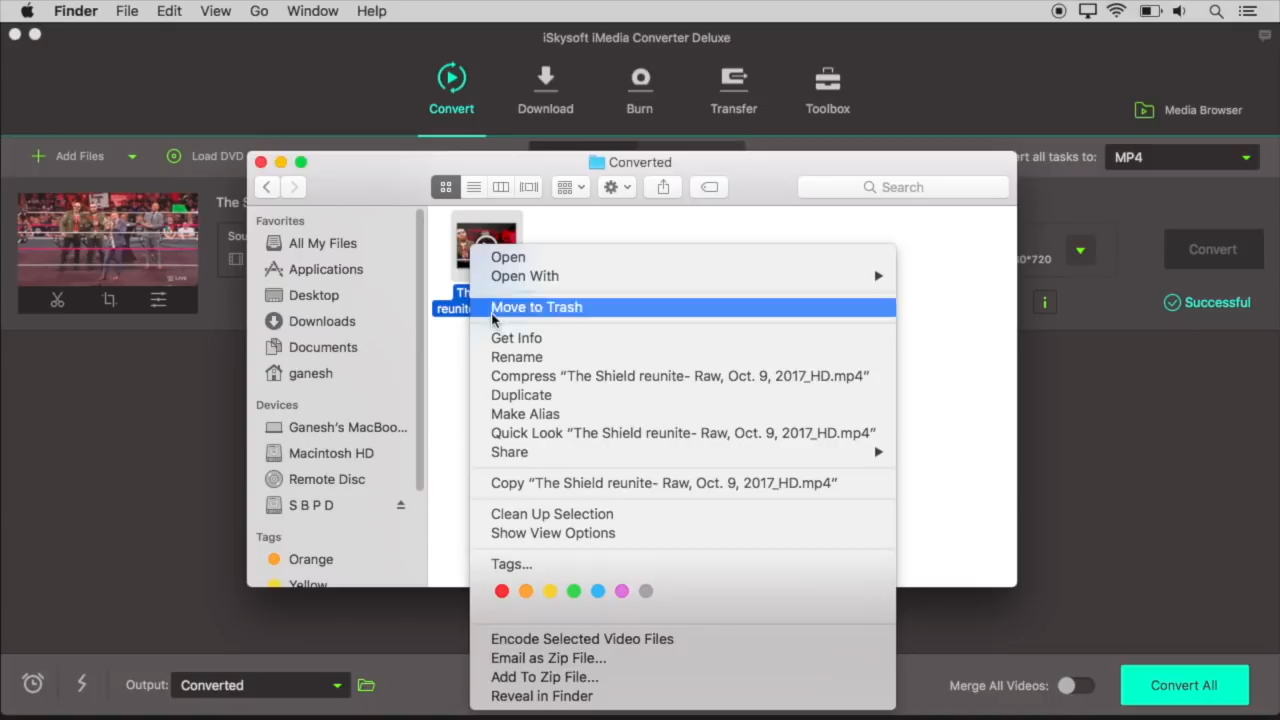 Finder File Edit View Go Window Help
iSkysoft iMedia Converter Deluxe
Convert Download Burn Transfer Toolbox
Media Browser
Add Files Load DVD
MP4
Converted
Search
Favorites
All My Files
Applications
Desktop
Downloads
Documents
ganesh
Devices
Ganesh's MacBoo...
Macintosh HD
Remote Disc
S B P D
Tags
Orange
Yellow
Open
Open With
Move to Trash
Get Info
Rename
Compress “The Shield reunite- Raw, Oct. 9, 2017_HD.mp4”
Duplicate
Make Alias
Quick Look “The Shield reunite- Raw, Oct. 9, 2017_HD.mp4”
Share
Copy “The Shield reunite- Raw, Oct. 9, 2017_HD.mp4”
Clean Up Selection
Show View Options
Tags...
Encode Selected Video Files
Email as Zip File...
Add To Zip File...
Reveal in Finder
Convert
Successful
Output: Converted
Merge All Videos:
Convert All